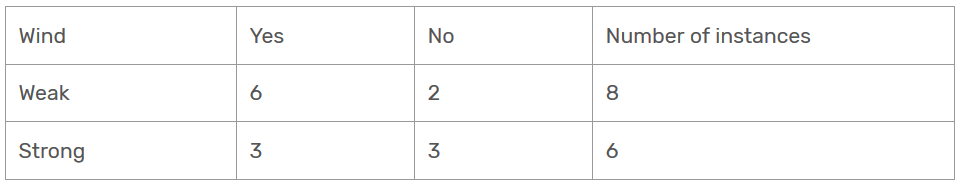 Wind Yes No Number of instances
Weak 6 2 8
Strong 3 3 6